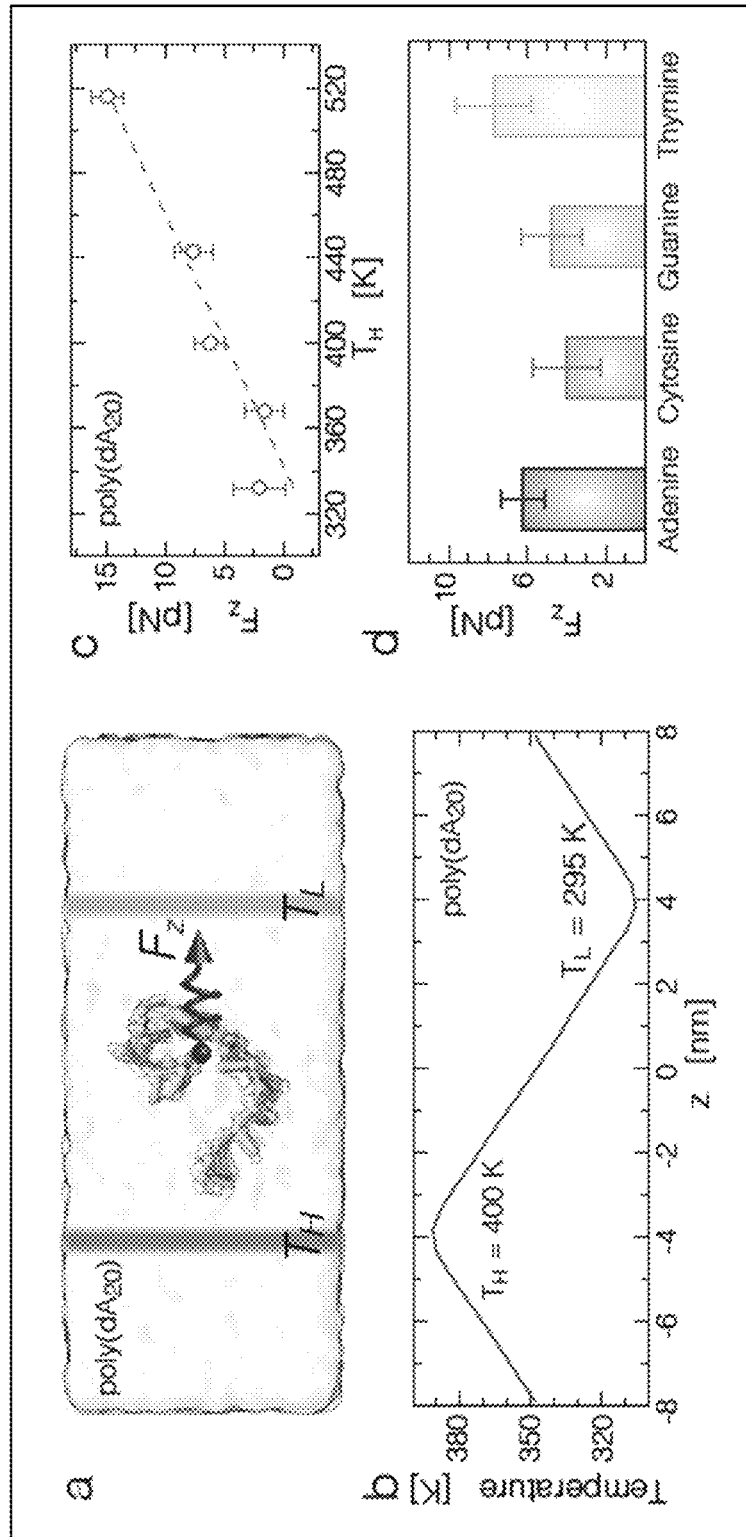 a
poly(dA20)
TH
Fz
TL
b
Temperature [K]
380
350
320
TH = 400 K
TL = 295 K
poly(dA20)
-8 -6 -4 -2 0 2 4 6 8
z [nm]
c
Fz [pN]
15
10
5
0
poly(dA20)
320 360 400 440 480 520
TH [K]
d
Fz [pN]
10
6
2
Adenine Cytosine Guanine Thymine